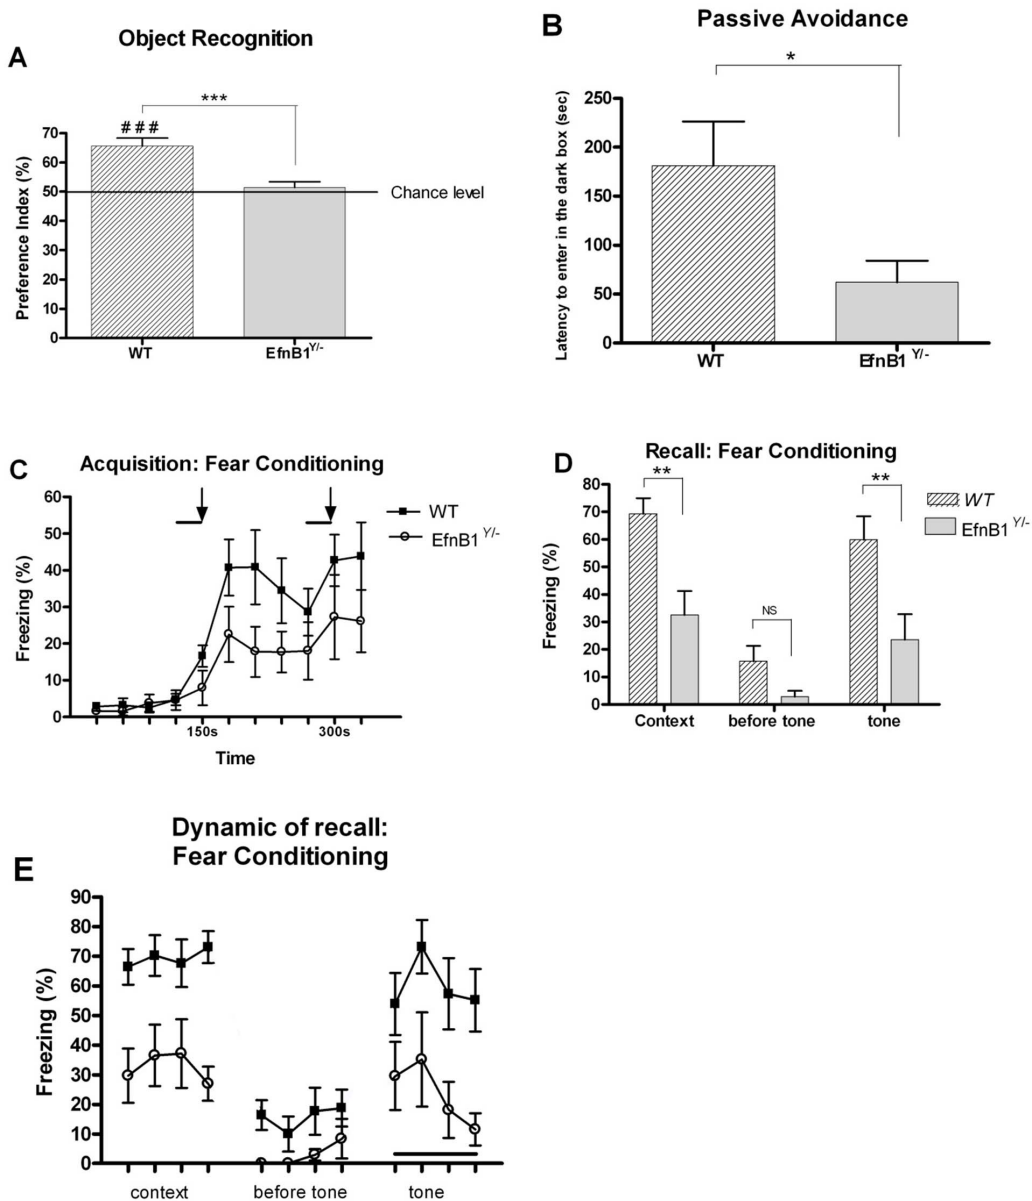 A
Object Recognition
***
###
Preference Index (%)
70
60
50
40
30
20
10
0
Chance level
WT
EfnB1Y/-
B
Passive Avoidance
*
Latency to enter in the dark box (sec)
250
200
150
100
50
0
WT
EfnB1 Y/-
C
Acquisition: Fear Conditioning
WT
EfnB1 Y/-
Freezing (%)
60
50
40
30
20
10
0
150s
300s
Time
D
Recall: Fear Conditioning
**
**
NS
WT
EfnB1 Y/-
Freezing (%)
80
70
60
50
40
30
20
10
0
Context
before tone
tone
E
Dynamic of recall:
Fear Conditioning
Freezing (%)
90
80
70
60
50
40
30
20
10
0
context
before tone
tone